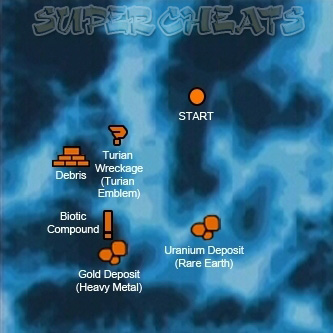 SUPER CHEATS
START
Turian
Wreckage
(Turian
Emblem)
Debris
Biotic
Compound
Uranium Deposit
(Rare Earth)
Gold Deposit
(Heavy Metal)